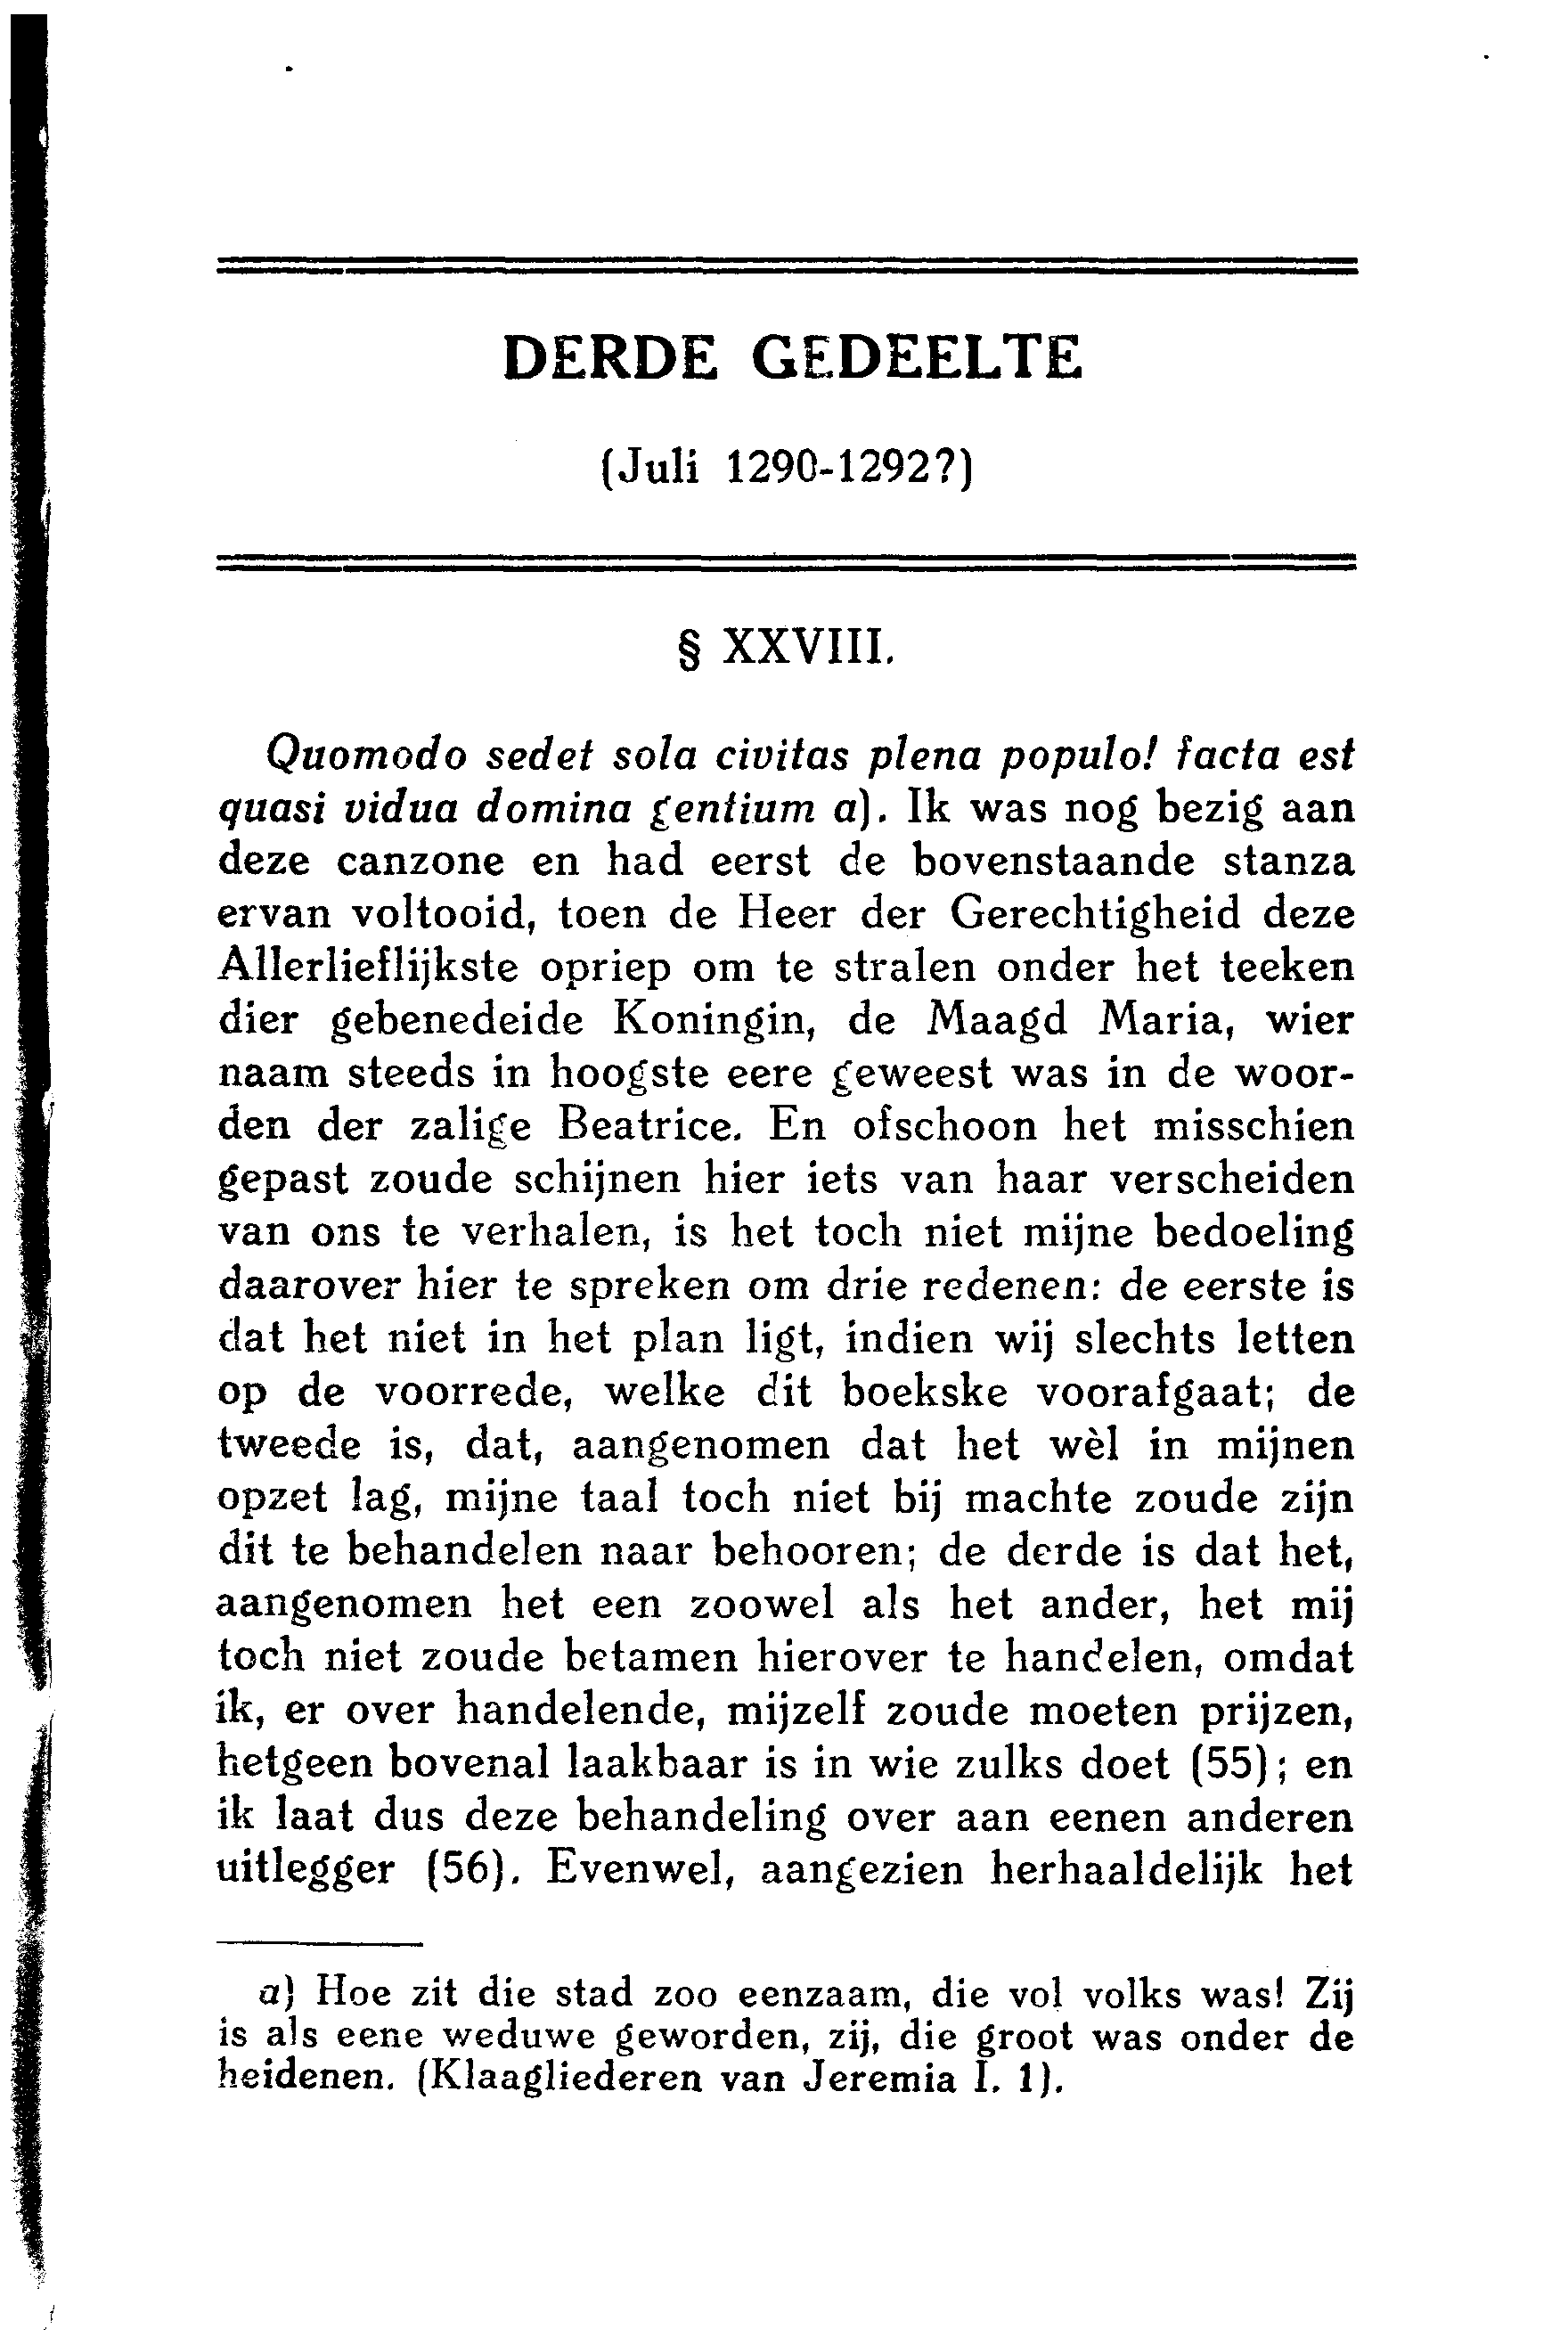 DERDE GEDEELTE
(Juli 1290-1292?)
§ XXVIII.
Quomodo sedet sola civitas plena populo! facta est
quasi vidua domina gentium a). Ik was nog bezig aan
deze canzone en had eerst de bovenstaande stanza
ervan voltooid, toen de Heer der Gerechtigheid deze
Allerlieflijkste opriep om te stralen onder het teeken
dier gebenedeide Koningin, de Maagd Maria, wier
naam steeds in hoogste eere geweest was in de woor-
den der zalige Beatrice. En ofschoon het misschien
gepast zoude schijnen hier iets van haar verscheiden
van ons te verhalen, is het toch niet mijne bedoeling
daarover hier te spreken om drie redenen: de eerste is
dat het niet in het plan ligt, indien wij slechts letten
op de voorrede, welke dit boekske voorafgaat; de
tweede is, dat, aangenomen dat het wèl in mijnen
opzet lag, mijne taal toch niet bij machte zoude zijn
dit te behandelen naar behooren; de derde is dat het,
aangenomen het een zoowel als het ander, het mij
toch niet zoude betamen hierover te handelen, omdat
ik, er over handelende, mijzelf zoude moeten prijzen,
hetgeen bovenal laakbaar is in wie zulks doet (55); en
ik laat dus deze behandeling over aan eenen anderen
uitlegger (56). Evenwel, aangezien herhaaldelijk het
a) Hoe zit die stad zoo eenzaam, die vol volks was! Zij
is als eene weduwe geworden, zij, die groot was onder de
heidenen. (Klaagliederen van Jeremia I. 1).